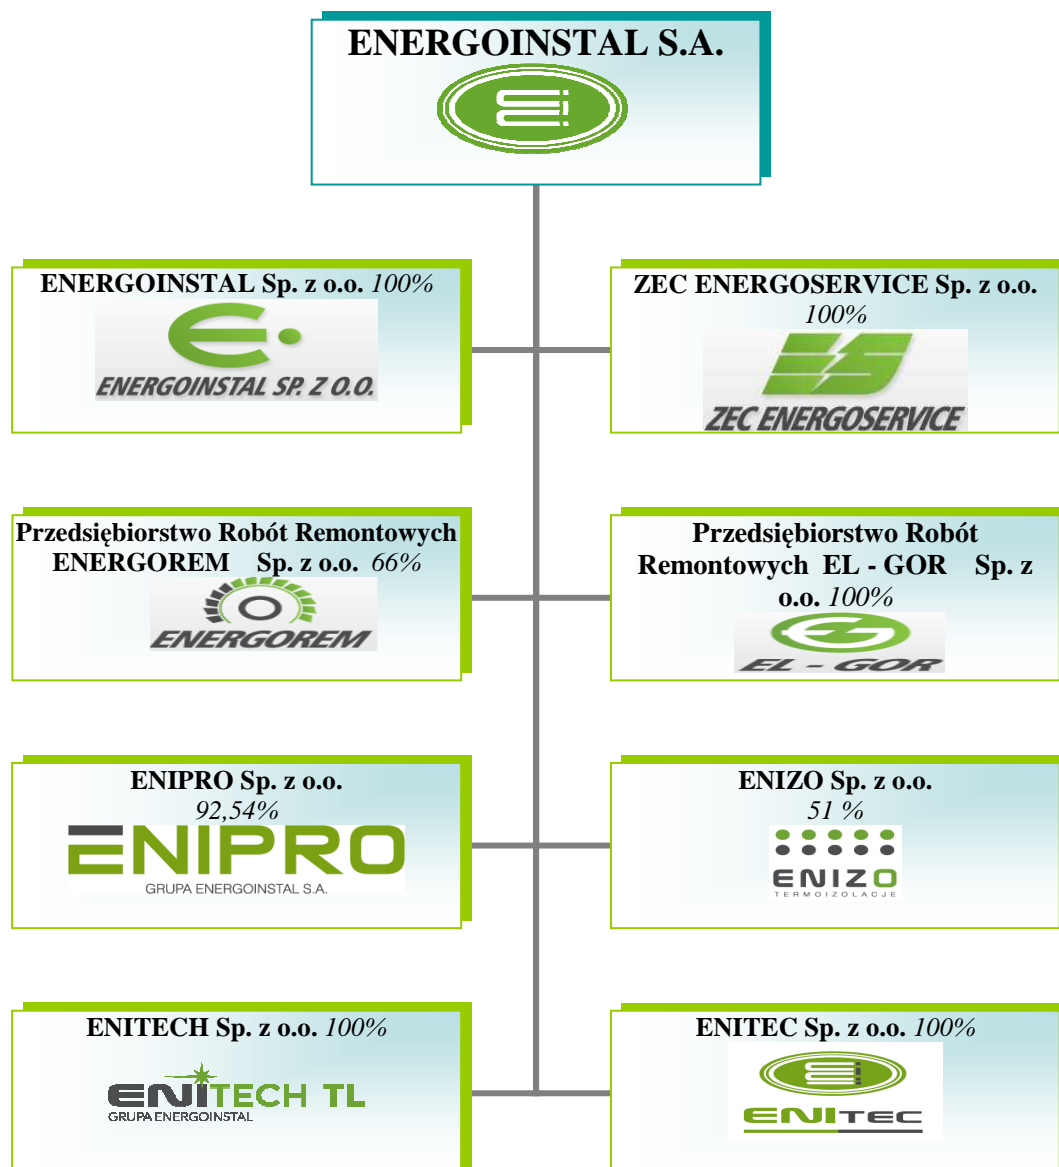 ENERGOINSTAL S.A.
ENERGOINSTAL Sp. z o.o. 100%
ENERGOINSTAL SP. Z O.O.
ZEC ENERGOSERVICE Sp. z o.o.
100%
ZEC ENERGOSERVICE
Przedsiębiorstwo Robót Remontowych
ENERGOREM Sp. z o.o. 66%
ENERGOREM
Przedsiębiorstwo Robót
Remontowych EL - GOR Sp. z
o.o. 100%
EL - GOR
ENIPRO Sp. z o.o.
92,54%
ENIPRO
GRUPA ENERGOINSTAL S.A.
ENIZO Sp. z o.o.
51 %
ENIZO
TERMOIZOLACJE
ENITECH Sp. z o.o. 100%
ENITECH TL
GRUPA ENERGOINSTAL
ENITEC Sp. z o.o. 100%
ENITEC